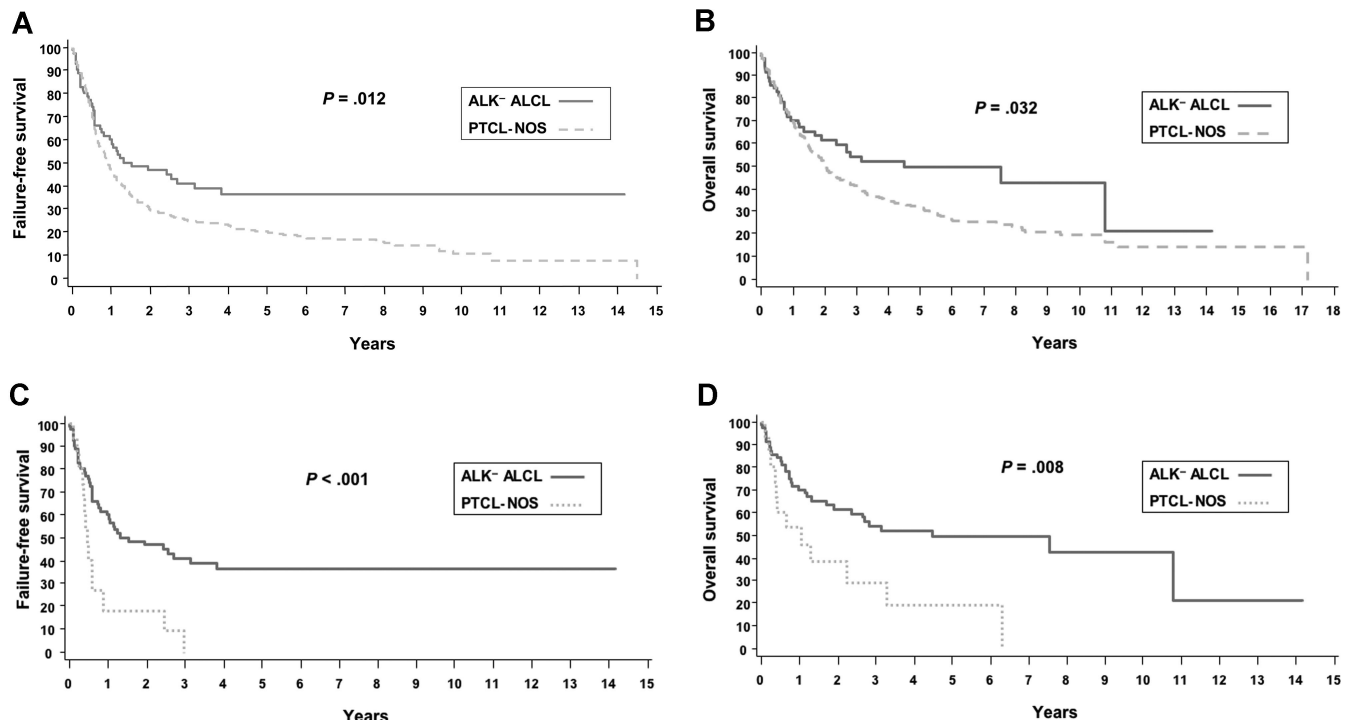 A
Failure-free survival
100
90
80
70
60
50
40
30
20
10
0
P = .012
ALK− ALCL
PTCL-NOS
0 1 2 3 4 5 6 7 8 9 10 11 12 13 14 15
Years
B
Overall survival
100
90
80
70
60
50
40
30
20
10
0
P = .032
ALK− ALCL
PTCL-NOS
0 1 2 3 4 5 6 7 8 9 10 11 12 13 14 15 16 17 18
Years
C
Failure-free survival
100
90
80
70
60
50
40
30
20
10
0
P < .001
ALK− ALCL
PTCL-NOS
0 1 2 3 4 5 6 7 8 9 10 11 12 13 14 15
Years
D
Overall survival
100
90
80
70
60
50
40
30
20
10
0
P = .008
ALK− ALCL
PTCL-NOS
0 1 2 3 4 5 6 7 8 9 10 11 12 13 14 15
Years